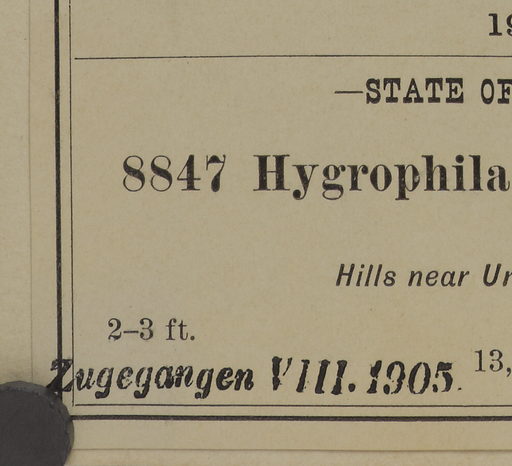 19
—STATE OF
8847 Hygrophila
Hills near Ur
2–3 ft.
13,
Zugegangen VIII. 1905.